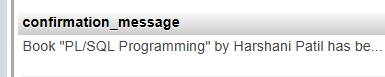 confirmation_message
Book "PL/SQL Programming" by Harshani Patil has be...